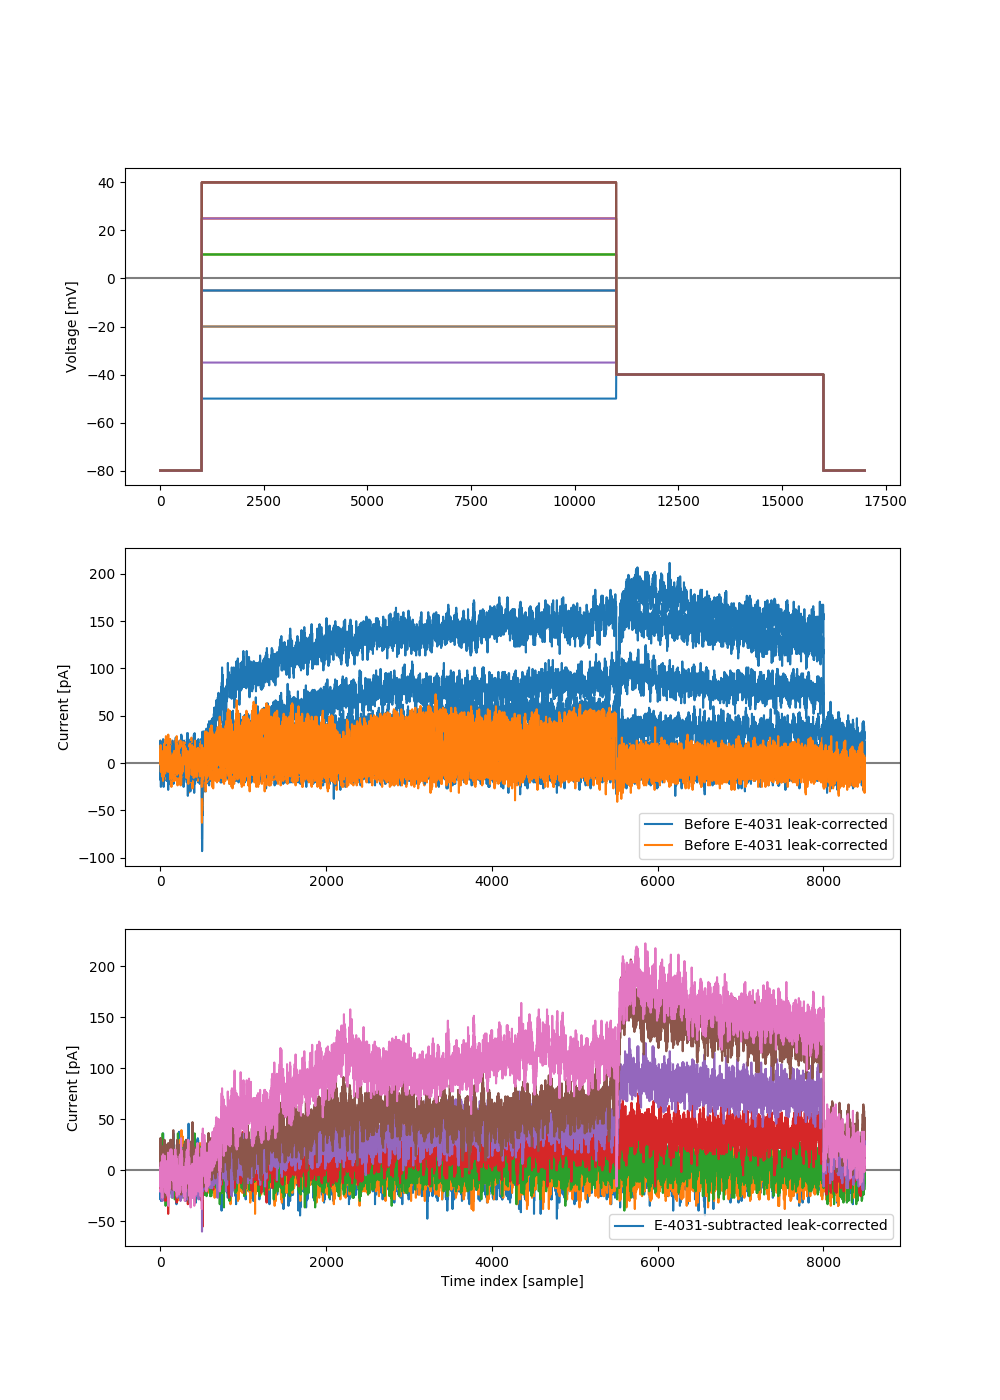 Voltage [mV]
40
20
0
−20
−40
−60
−80
0 2500 5000 7500 10000 12500 15000 17500
Current [pA]
200
150
100
50
0
−50
−100
Before E-4031 leak-corrected
Before E-4031 leak-corrected
0 2000 4000 6000 8000
Current [pA]
200
150
100
50
0
−50
E-4031-subtracted leak-corrected
0 2000 4000 6000 8000
Time index [sample]